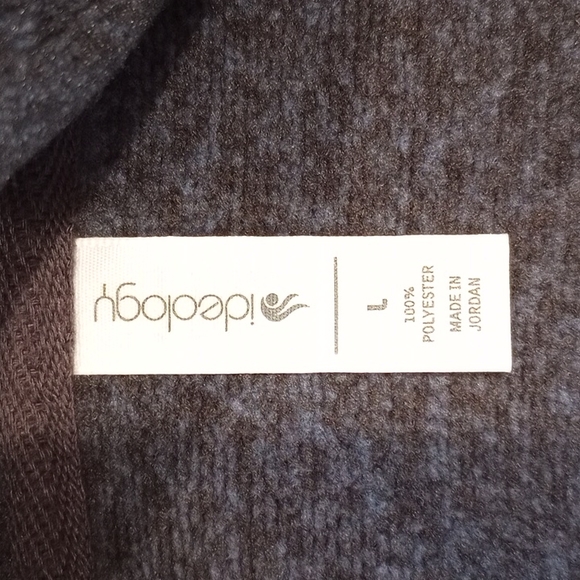 ideology
L
100%
POLYESTER
MADE IN
JORDAN